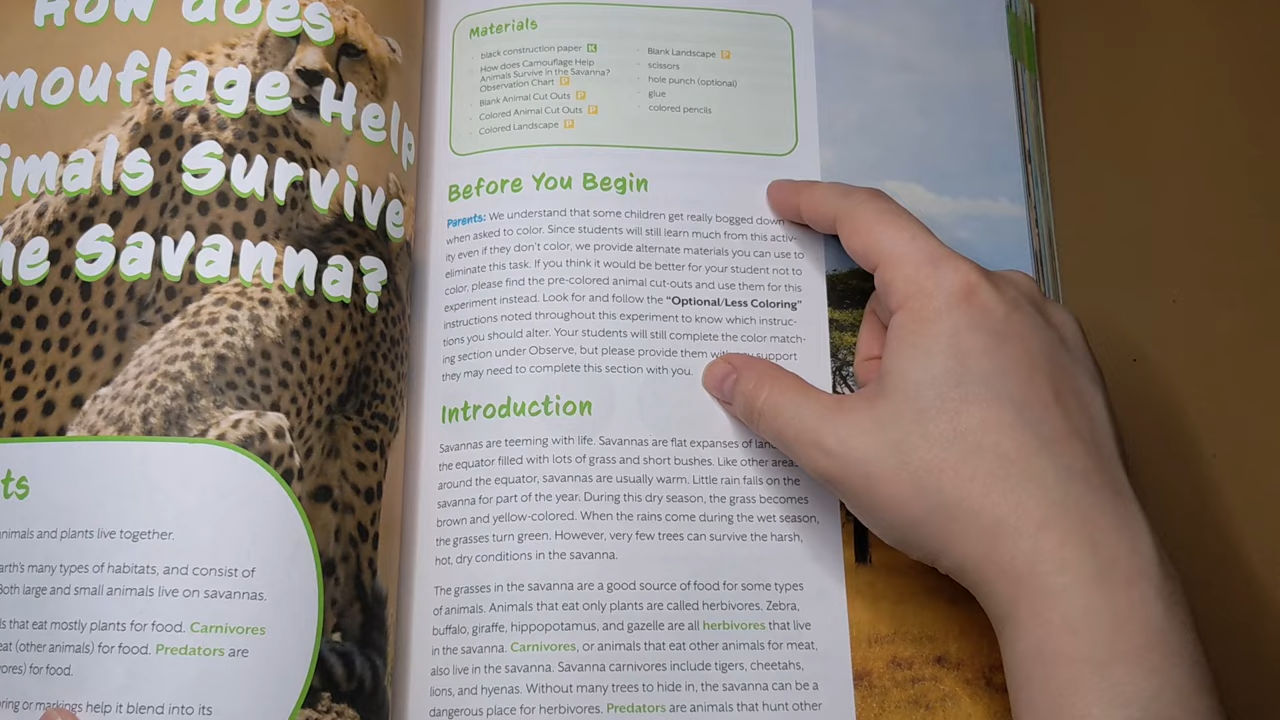 How does
mouflage Help
imals Survive
he Savanna?
ts
animals and plants live together.
arth's many types of habitats, and consist of
Both large and small animals live on savannas.
ls that eat mostly plants for food. Carnivores
eat (other animals) for food. Predators are
vores) for food.
ring or markings help it blend into its
Materials
· black construction paper K
· How does Camouflage Help
Animals Survive in the Savanna?
Observation Chart P
· Blank Animal Cut Outs P
· Colored Animal Cut Outs P
· Colored Landscape P
· Blank Landscape P
· scissors
· hole punch (optional)
· glue
· colored pencils
Before You Begin
Parents: We understand that some children get really bogged down
when asked to color. Since students will still learn much from this activ-
ity even if they don't color, we provide alternate materials you can use to
eliminate this task. If you think it would be better for your student not to
color, please find the pre-colored animal cut-outs and use them for this
experiment instead. Look for and follow the "Optional/Less Coloring"
instructions noted throughout this experiment to know which instruc-
tions you should alter. Your students will still complete the color match-
ing section under Observe, but please provide them with support
they may need to complete this section with you.
Introduction
Savannas are teeming with life. Savannas are flat expanses of
the equator filled with lots of grass and short bushes. Like other
around the equator, savannas are usually warm. Little rain falls on the
savanna for part of the year. During this dry season, the grass becomes
brown and yellow-colored. When the rains come during the wet season,
the grasses turn green. However, very few trees can survive the harsh,
hot, dry conditions in the savanna.
The grasses in the savanna are a good source of food for some types
of animals. Animals that eat only plants are called herbivores. Zebra,
buffalo, giraffe, hippopotamus, and gazelle are all herbivores that live
in the savanna. Carnivores, or animals that eat other animals for meat,
also live in the savanna. Savanna carnivores include tigers, cheetahs,
lions, and hyenas. Without many trees to hide in, the savanna can be a
dangerous place for herbivores. Predators are animals that hunt other